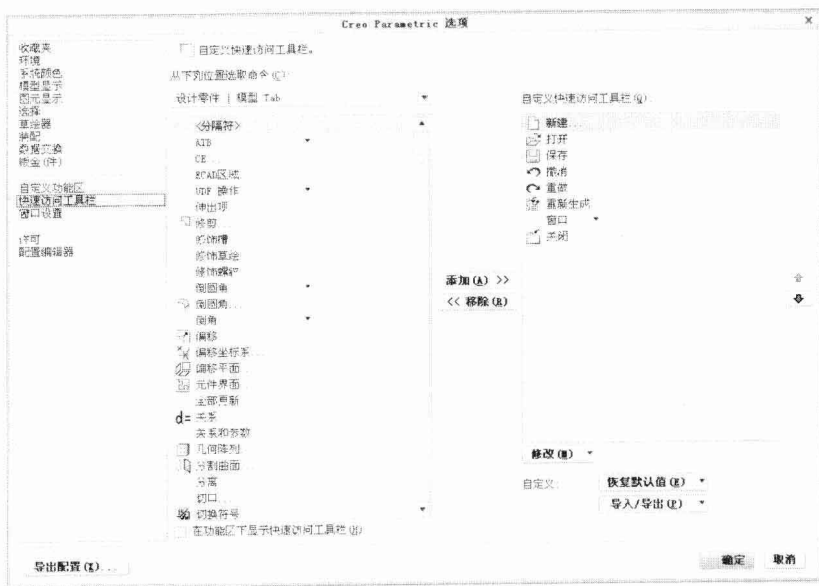 Creo Parametric 选项
收藏夹
环境
系统颜色
模型显示
图元显示
选择
草绘器
装配
数据交换
钣金(件)
自定义功能区
快速访问工具栏
窗口设置
许可
配置编辑器
自定义快速访问工具栏。
从下列位置选取命令(C):
设计零件 | 模型 Tab
<分隔符>
ATB
CE...
ECAD区域
UDF 操作
伸出项
修剪...
修饰槽
修饰草绘
修饰螺纹
倒圆角
倒圆角...
倒角
偏移
偏移坐标系...
偏移平面...
元件界面...
全部更新
d= 关系
关系和参数
几何阵列
分割曲面...
分离
切口...
切换符号
在功能区下显示快速访问工具栏(H)
添加(A) >>
<< 移除(R)
自定义快速访问工具栏(Q)
新建...
打开
保存
撤消
重做
重新生成
窗口
关闭
修改(M)
自定义:
恢复默认值(E)
导入/导出(P)
导出配置(X)...
确定
取消